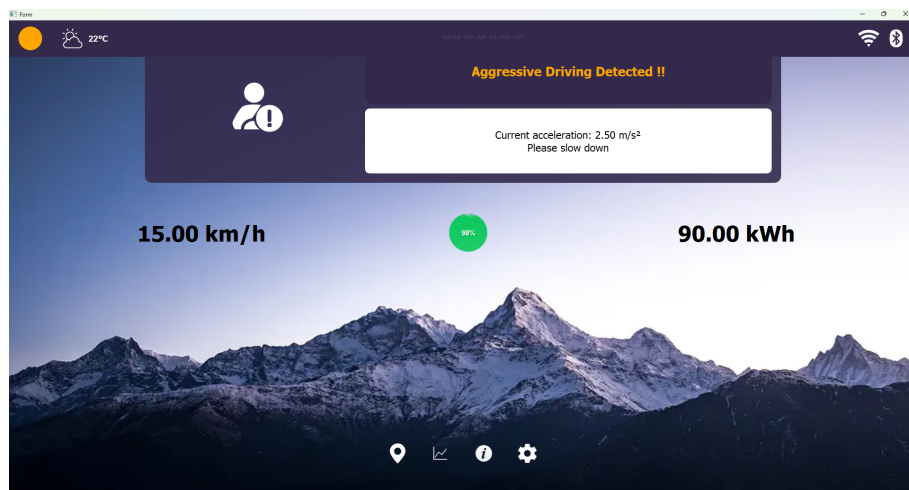 Form
22°C
Aggressive Driving Detected !!
Current acceleration: 2.50 m/s²
Please slow down
15.00 km/h
98%
90.00 kWh